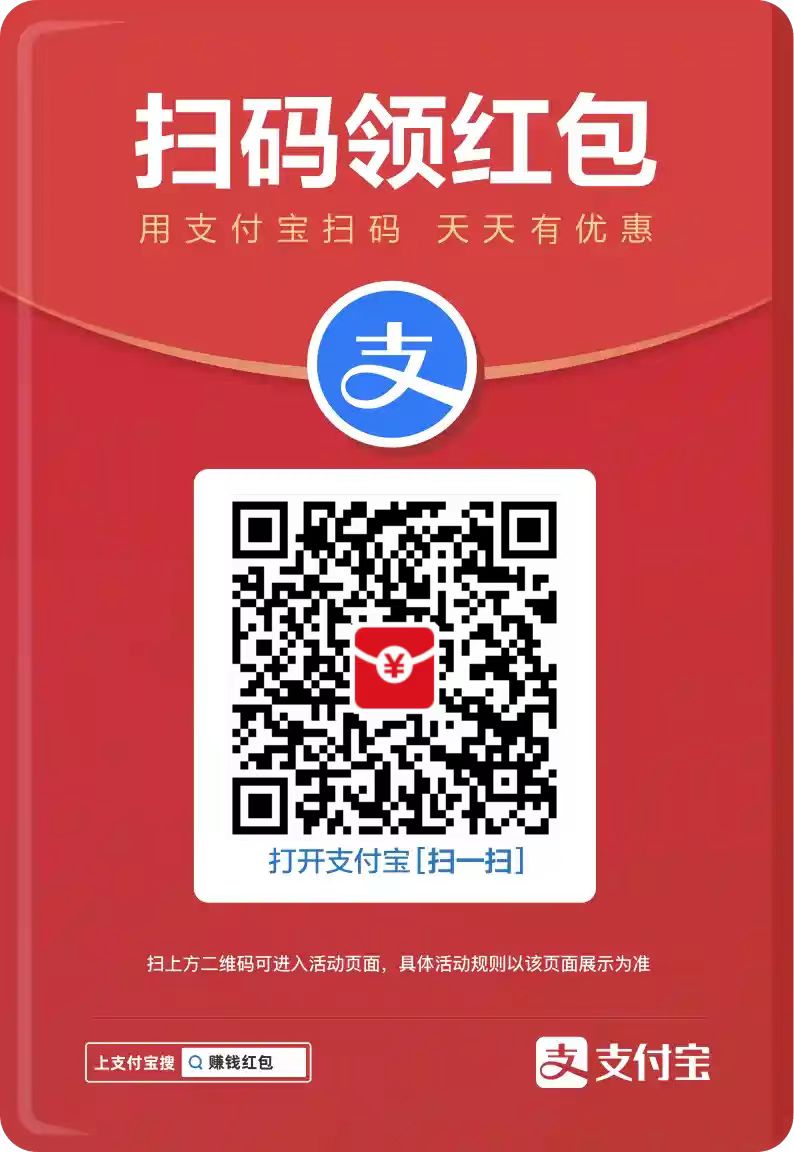 扫码领红包
用支付宝扫码 天天有优惠
支
¥
打开支付宝[扫一扫]
扫上方二维码可进入活动页面，具体活动规则以该页面展示为准
上支付宝搜 赚钱红包
支 支付宝